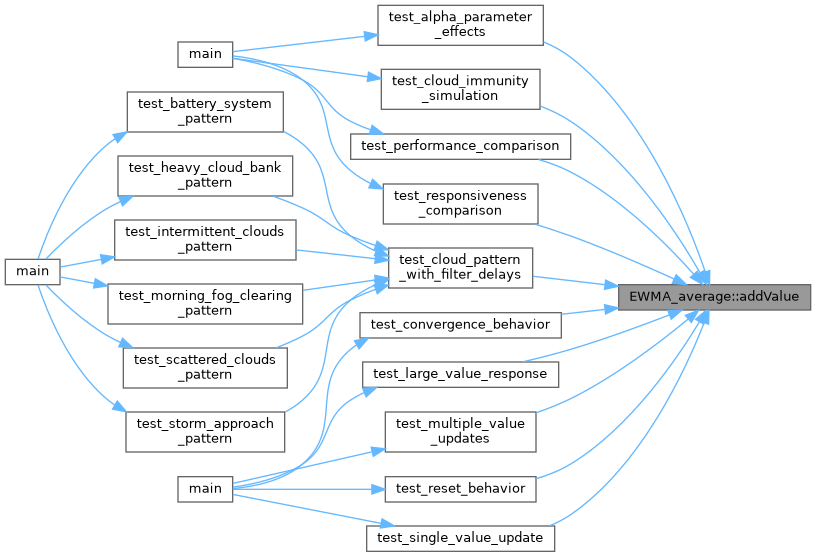 test_alpha_parameter
_effects
main
test_cloud_immunity
_simulation
test_battery_system
_pattern
test_performance_comparison
test_heavy_cloud_bank
_pattern
test_responsiveness
_comparison
test_intermittent_clouds
_pattern
test_cloud_pattern
_with_filter_delays
main
EWMA_average::addValue
test_morning_fog_clearing
_pattern
test_convergence_behavior
test_scattered_clouds
_pattern
test_large_value_response
test_storm_approach
_pattern
test_multiple_value
_updates
main
test_reset_behavior
test_single_value_update